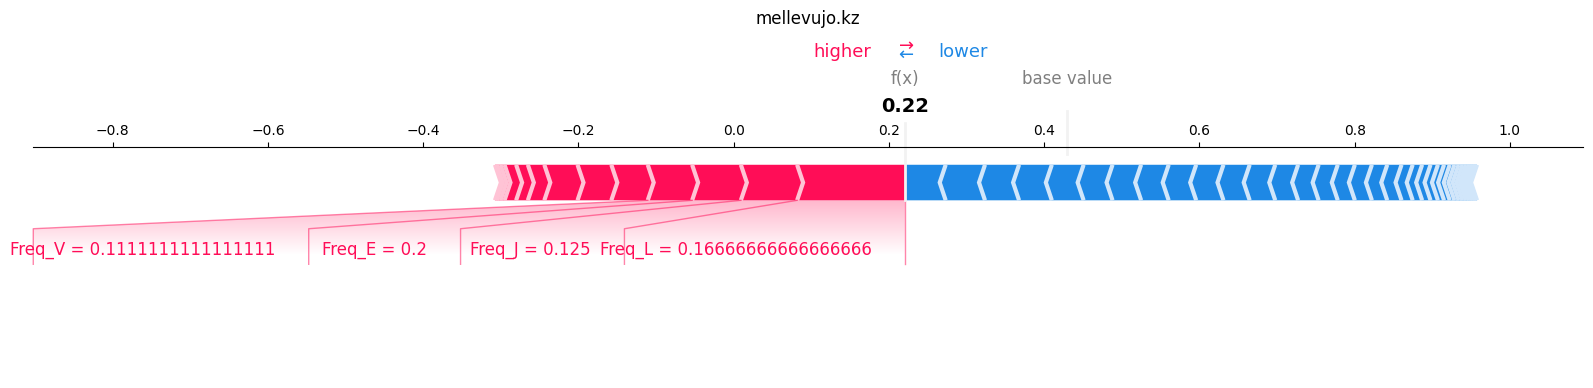 mellevujo.kz
higher → ← lower
f(x) base value
0.22
−0.8 −0.6 −0.4 −0.2 0.0 0.2 0.4 0.6 0.8 1.0
Freq_V = 0.1111111111111111 Freq_E = 0.2 Freq_J = 0.125 Freq_L = 0.16666666666666666